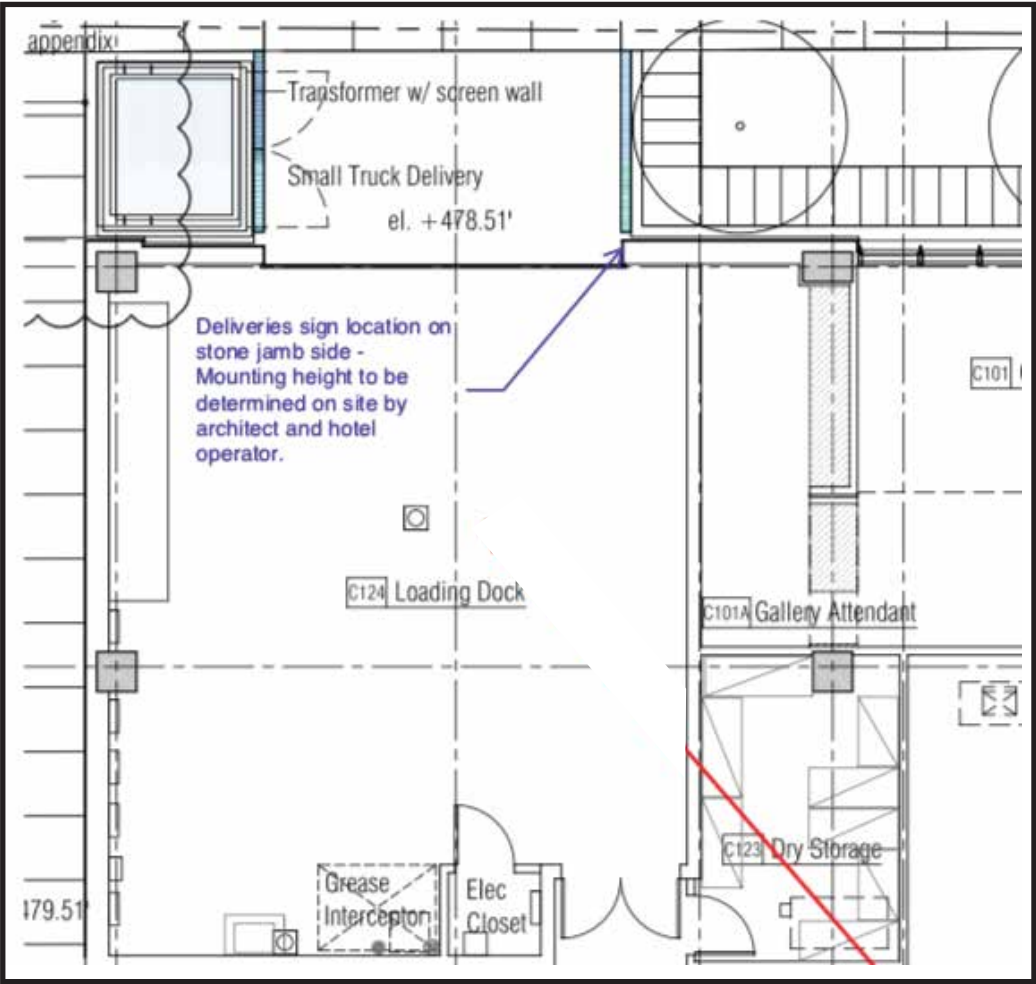 appendix
Transformer w/ screen wall
Small Truck Delivery
el. +478.51'
Deliveries sign location on
stone jamb side -
Mounting height to be
determined on site by
architect and hotel
operator.
C101
C124 Loading Dock
C101A Gallery Attendant
C123 Dry Storage
Grease
Interceptor
Elec
Closet
479.51'